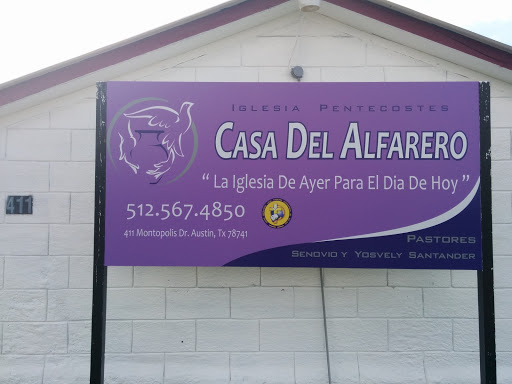 IGLESIA PENTECOSTES
CASA DEL ALFARERO
“ La Iglesia De Ayer Para El Dia De Hoy ”
512.567.4850
411 Montopolis Dr. Austin, Tx 78741
PASTORES
SENOVIO Y YOSVELY SANTANDER
411